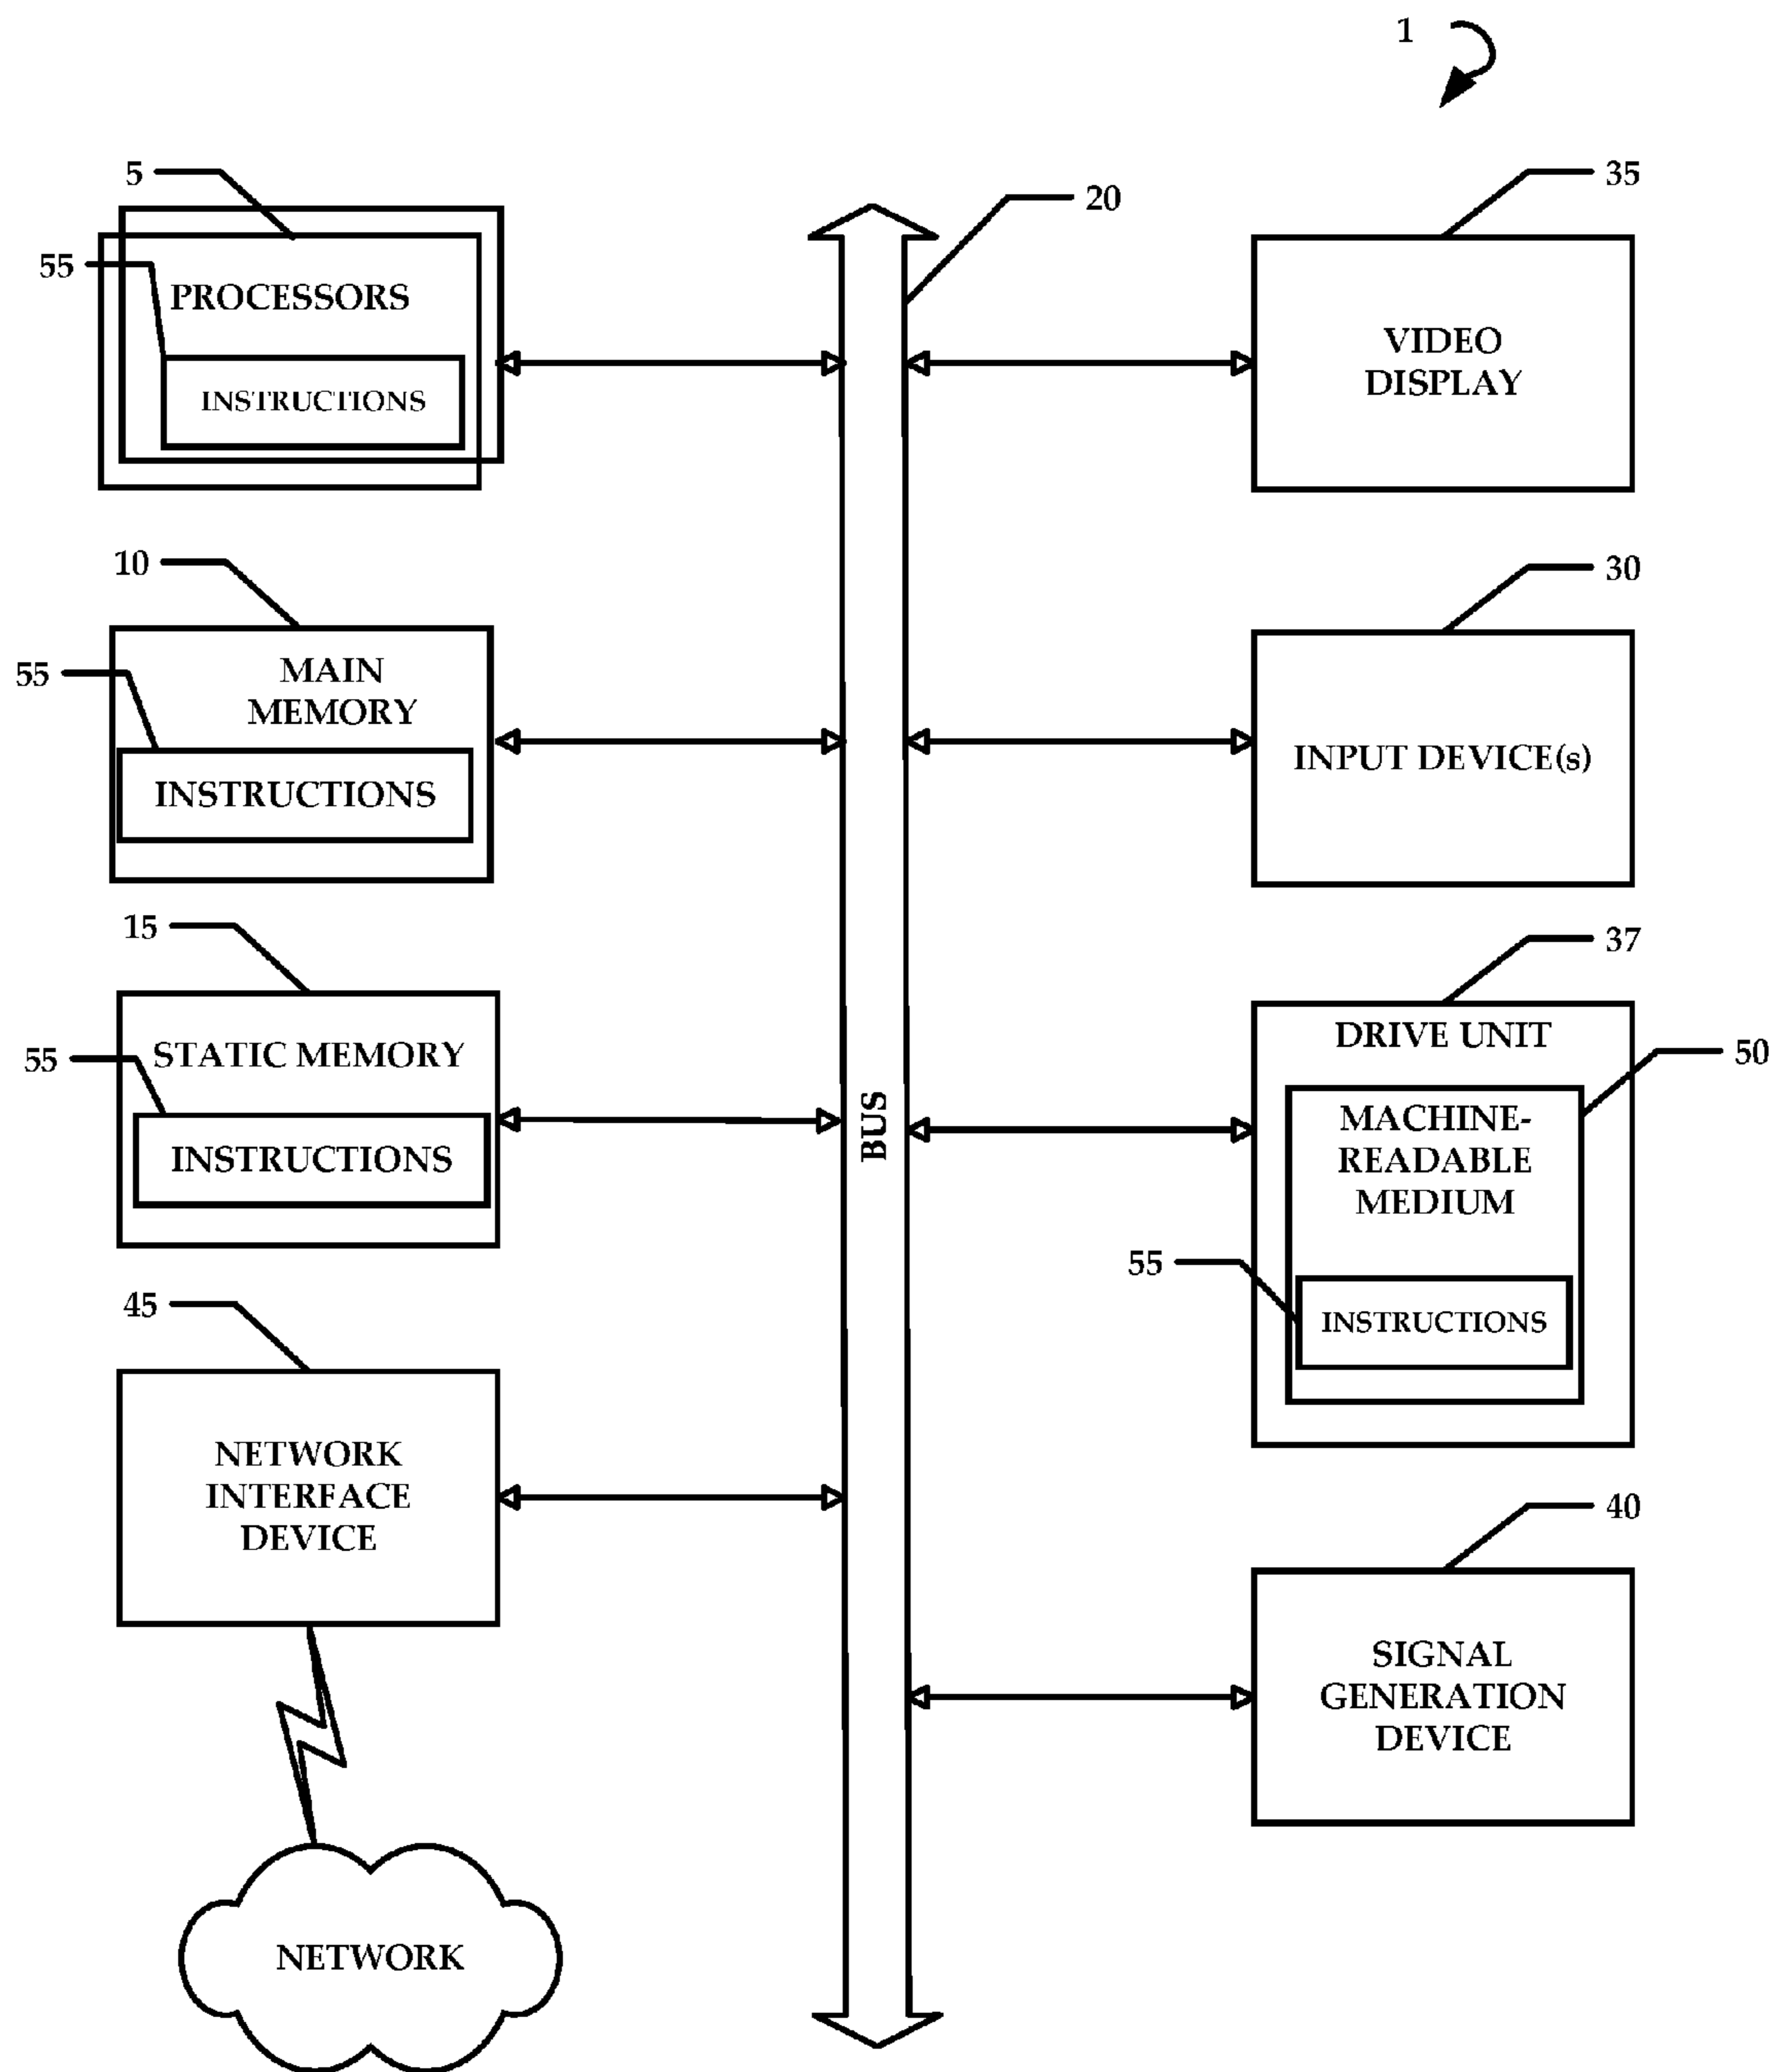 1
5
55
PROCESSORS
INSTRUCTIONS
10
55
MAIN
MEMORY
INSTRUCTIONS
15
55
STATIC MEMORY
INSTRUCTIONS
45
NETWORK
INTERFACE
DEVICE
NETWORK
20
BUS
35
VIDEO
DISPLAY
30
INPUT DEVICE(s)
37
DRIVE UNIT
50
MACHINE-
READABLE
MEDIUM
55
INSTRUCTIONS
40
SIGNAL
GENERATION
DEVICE